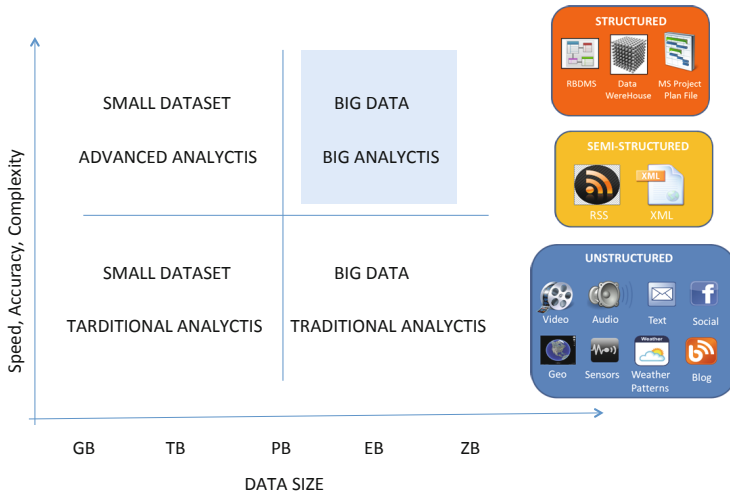 Speed, Accuracy, Complexity
SMALL DATASET
ADVANCED ANALYCTIS
BIG DATA
BIG ANALYCTIS
SMALL DATASET
TARDITIONAL ANALYCTIS
BIG DATA
TRADITIONAL ANALYCTIS
GB TB PB EB ZB
DATA SIZE
STRUCTURED
RBDMS
Data
WereHouse
MS Project
Plan File
SEMI-STRUCTURED
XML
RSS
XML
UNSTRUCTURED
Video Audio Text Social
Weather
Geo Sensors Weather
Patterns
Blog